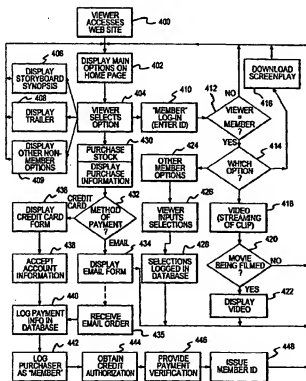 VIEWER
ACCESSES
WEB SITE
400
406
DISPLAY
STORYBOARD
SYNOPSIS
DISPLAY MAIN
OPTIONS ON
HOME PAGE
402
DOWNLOAD
SCREENPLAY
416
408
DISPLAY
TRAILER
404
VIEWER
SELECTS
OPTION
410
"MEMBER"
LOG-IN
(ENTER ID)
412
NO
VIEWER
=
MEMBER
?
YES
DISPLAY
OTHER NON-
MEMBER OPTIONS
409
430
PURCHASE
STOCK
DISPLAY
PURCHASE
INFORMATION
424
OTHER
MEMBER
OPTIONS
414
WHICH
OPTION
?
436
DISPLAY
CREDIT CARD
FORM
CREDIT
CARD
432
METHOD
OF
PAYMENT
?
EMAIL
426
VIEWER
INPUTS
SELECTIONS
VIDEO
(STREAMING
OF CLIP)
418
438
ACCEPT
ACCOUNT
INFORMATION
434
DISPLAY
EMAIL FORM
428
SELECTIONS
LOGGED IN
DATABASE
420
MOVIE
BEING FILMED
?
NO
YES
440
LOG PAYMENT
INFO IN
DATABASE
RECEIVE
EMAIL ORDER
435
DISPLAY
VIDEO
422
442
LOG
PURCHASER
AS "MEMBER"
444
OBTAIN
CREDIT
AUTHORIZATION
446
PROVIDE
PAYMENT
VERIFICATION
ISSUE
MEMBER ID
448